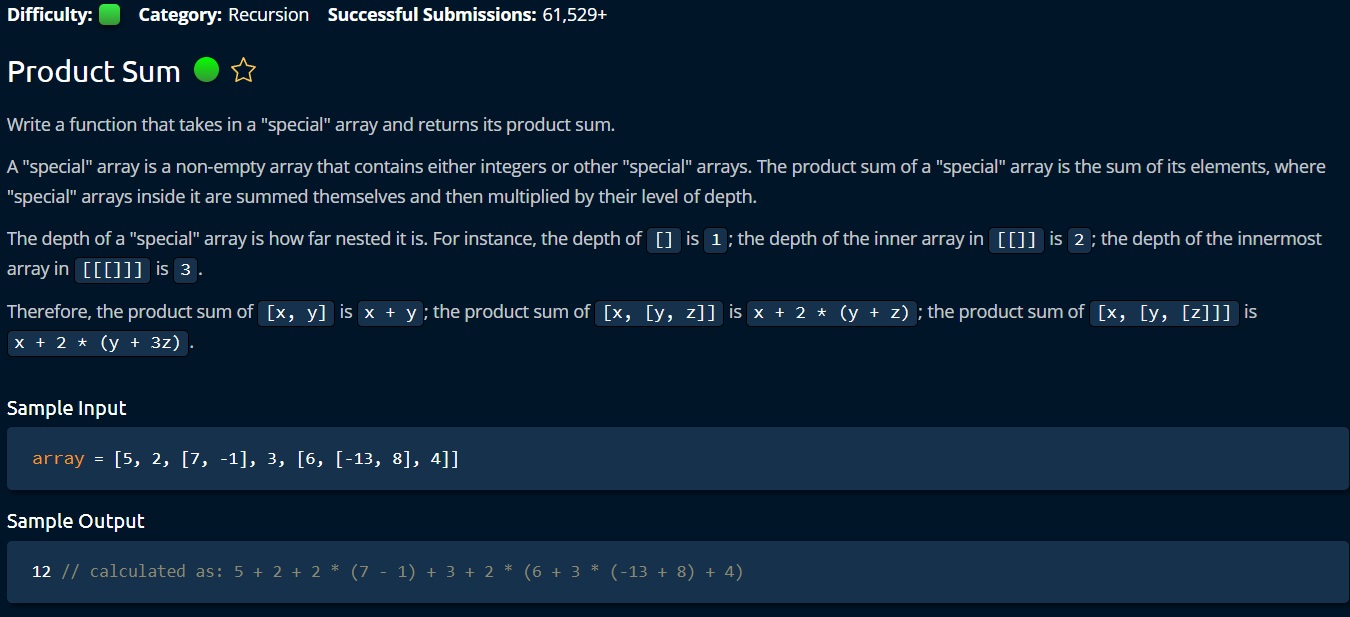 Difficulty: Category: Recursion Successful Submissions: 61,529+
Product Sum
Write a function that takes in a "special" array and returns its product sum.
A "special" array is a non-empty array that contains either integers or other "special" arrays. The product sum of a "special" array is the sum of its elements, where
"special" arrays inside it are summed themselves and then multiplied by their level of depth.
The depth of a "special" array is how far nested it is. For instance, the depth of [] is 1; the depth of the inner array in [[]] is 2; the depth of the innermost
array in [[[]]] is 3.
Therefore, the product sum of [x, y] is x + y; the product sum of [x, [y, z]] is x + 2 * (y + z); the product sum of [x, [y, [z]]] is
x + 2 * (y + 3z).
Sample Input
array = [5, 2, [7, -1], 3, [6, [-13, 8], 4]]
Sample Output
12 // calculated as: 5 + 2 + 2 * (7 - 1) + 3 + 2 * (6 + 3 * (-13 + 8) + 4)